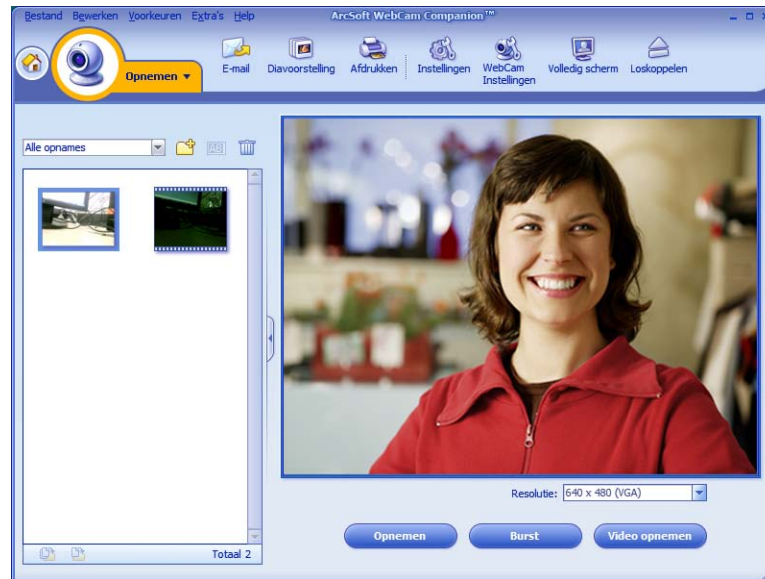 Bestand Bewerken Voorkeuren Extra's Help
ArcSoft WebCam Companion™
Opnemen
E-mail
Diavoorstelling
Afdrukken
Instellingen
WebCam
Instellingen
Volledig scherm
Loskoppelen
Alle opnames
AB
Totaal 2
Resolutie: 640 x 480 (VGA)
Opnemen
Burst
Video opnemen